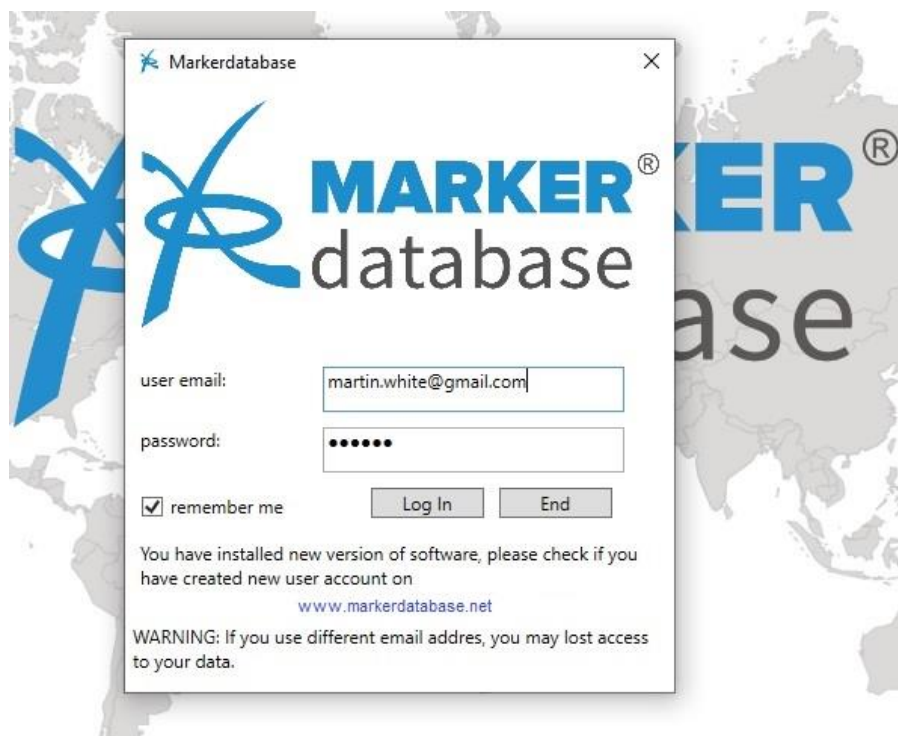 Markerdatabase
MARKER®
database
ER®
ase
user email:
martin.white@gmail.com
password:
••••••
remember me
Log In
End
You have installed new version of software, please check if you
have created new user account on
www.markerdatabase.net
WARNING: If you use different email addres, you may lost access
to your data.